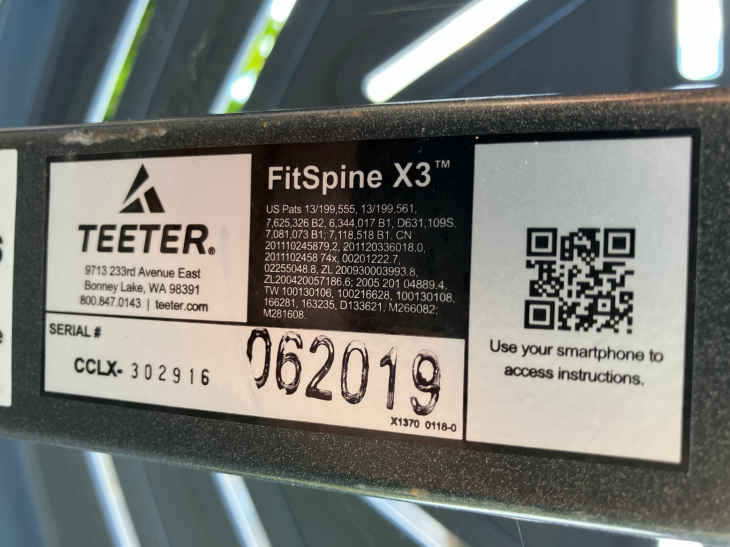 TEETER®
9713 233rd Avenue East
Bonney Lake, WA 98391
800.847.0143 | teeter.com
FitSpine X3™
US Pats 13/199,555, 13/199,561,
7,625,326 B2, 6,344,017 B1, D631,109S,
7,081,073 B1; 7,118,518 B1, CN
201110245879.2, 201120336018.0,
2011102458 74x, 00201222.7,
02255048.8, ZL 200930003993.8,
ZL200420057186.6; 2005 201 04889.4,
TW 100130106, 100216628, 100130108,
166281, 163235, D133621, M266082,
M281608.
SERIAL #
CCLX- 302916
062019
X1370 0118-0
Use your smartphone to
access instructions.